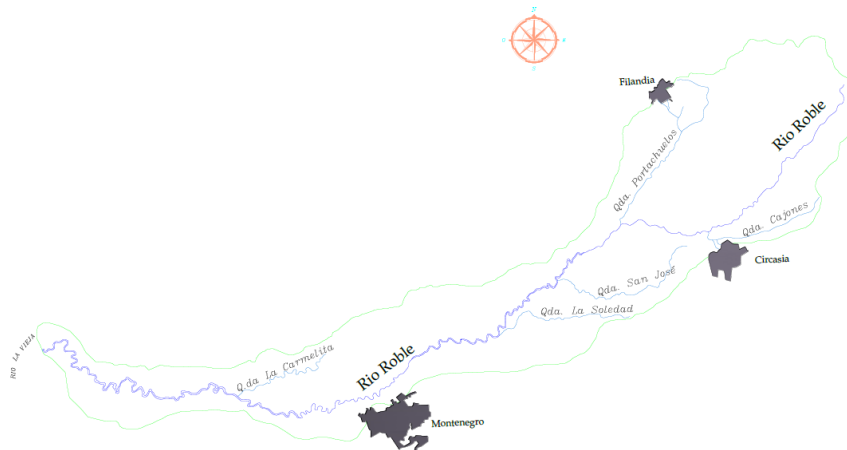 Filandia
Rio Roble
Qda. Portachuelos
Qda. Cajones
Circasia
Qda. San José
Qda. La Soledad
RIO LA VIEJA
Q.da La Carmelita
Rio Roble
Montenegro